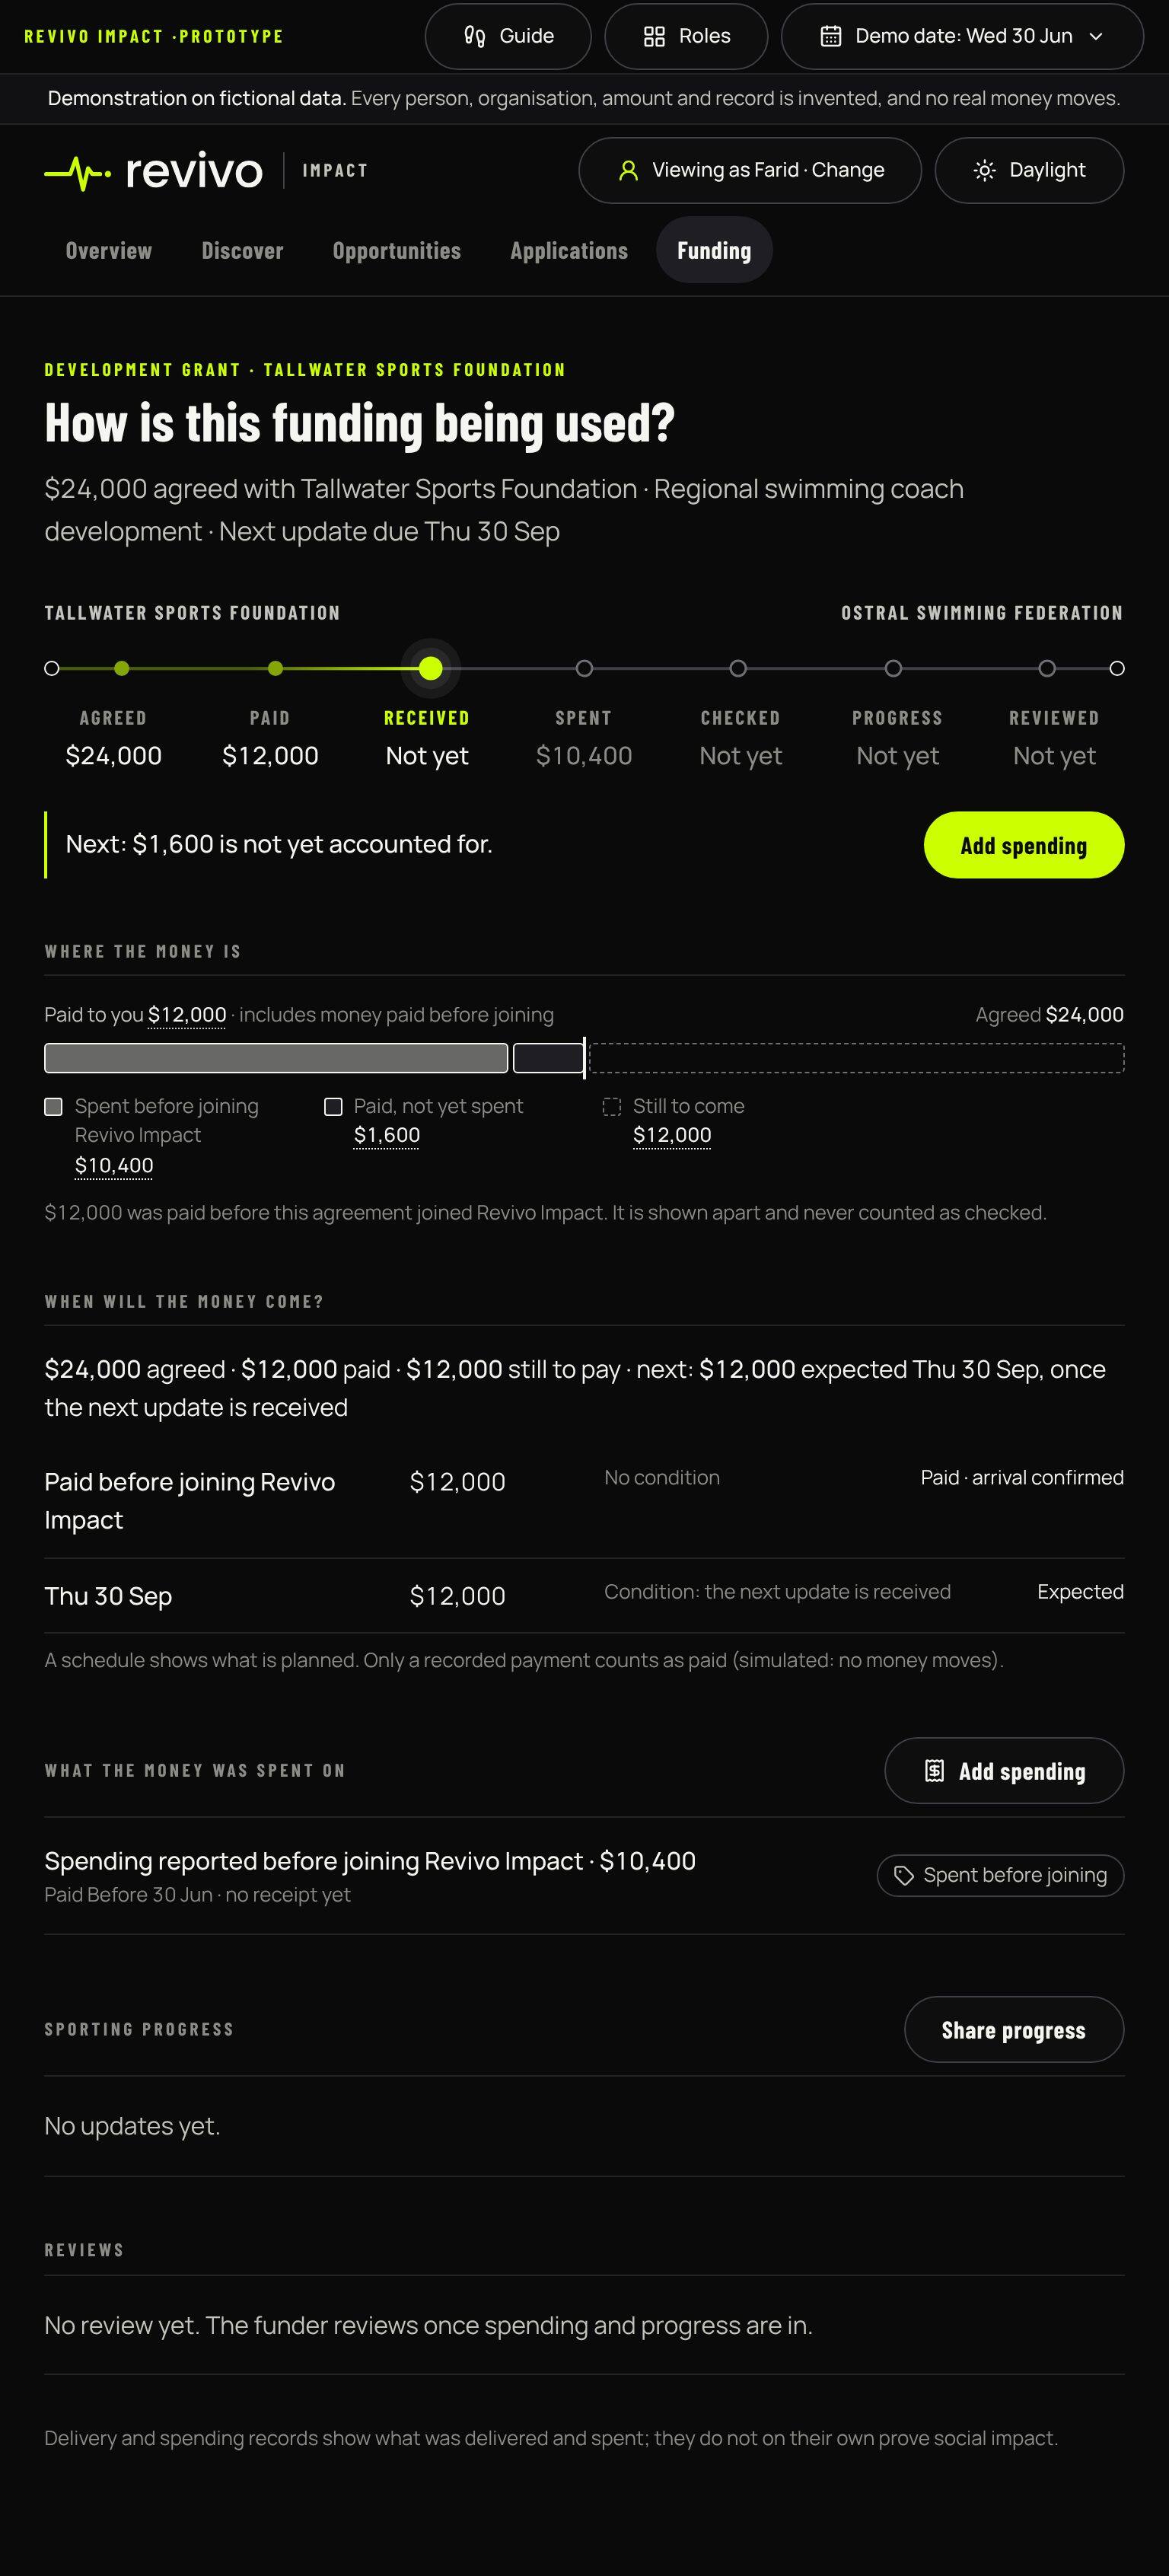 REVIVO IMPACT ·PROTOTYPE
Guide
Roles
Demo date: Wed 30 Jun
Demonstration on fictional data. Every person, organisation, amount and record is invented, and no real money moves.
revivo
IMPACT
Viewing as Farid · Change
Daylight
Overview
Discover
Opportunities
Applications
Funding
DEVELOPMENT GRANT · TALLWATER SPORTS FOUNDATION
How is this funding being used?
$24,000 agreed with Tallwater Sports Foundation · Regional swimming coach
development · Next update due Thu 30 Sep
TALLWATER SPORTS FOUNDATION
OSTRAL SWIMMING FEDERATION
AGREED
PAID
RECEIVED
SPENT
CHECKED
PROGRESS
REVIEWED
$24,000
$12,000
Not yet
$10,400
Not yet
Not yet
Not yet
Next: $1,600 is not yet accounted for.
Add spending
WHERE THE MONEY IS
Paid to you $12,000 · includes money paid before joining
Agreed $24,000
Spent before joining
Revivo Impact
$10,400
Paid, not yet spent
$1,600
Still to come
$12,000
$12,000 was paid before this agreement joined Revivo Impact. It is shown apart and never counted as checked.
WHEN WILL THE MONEY COME?
$24,000 agreed · $12,000 paid · $12,000 still to pay · next: $12,000 expected Thu 30 Sep, once
the next update is received
Paid before joining Revivo
Impact
$12,000
No condition
Paid · arrival confirmed
Thu 30 Sep
$12,000
Condition: the next update is received
Expected
A schedule shows what is planned. Only a recorded payment counts as paid (simulated: no money moves).
WHAT THE MONEY WAS SPENT ON
Add spending
Spending reported before joining Revivo Impact · $10,400
Paid Before 30 Jun · no receipt yet
Spent before joining
SPORTING PROGRESS
Share progress
No updates yet.
REVIEWS
No review yet. The funder reviews once spending and progress are in.
Delivery and spending records show what was delivered and spent; they do not on their own prove social impact.